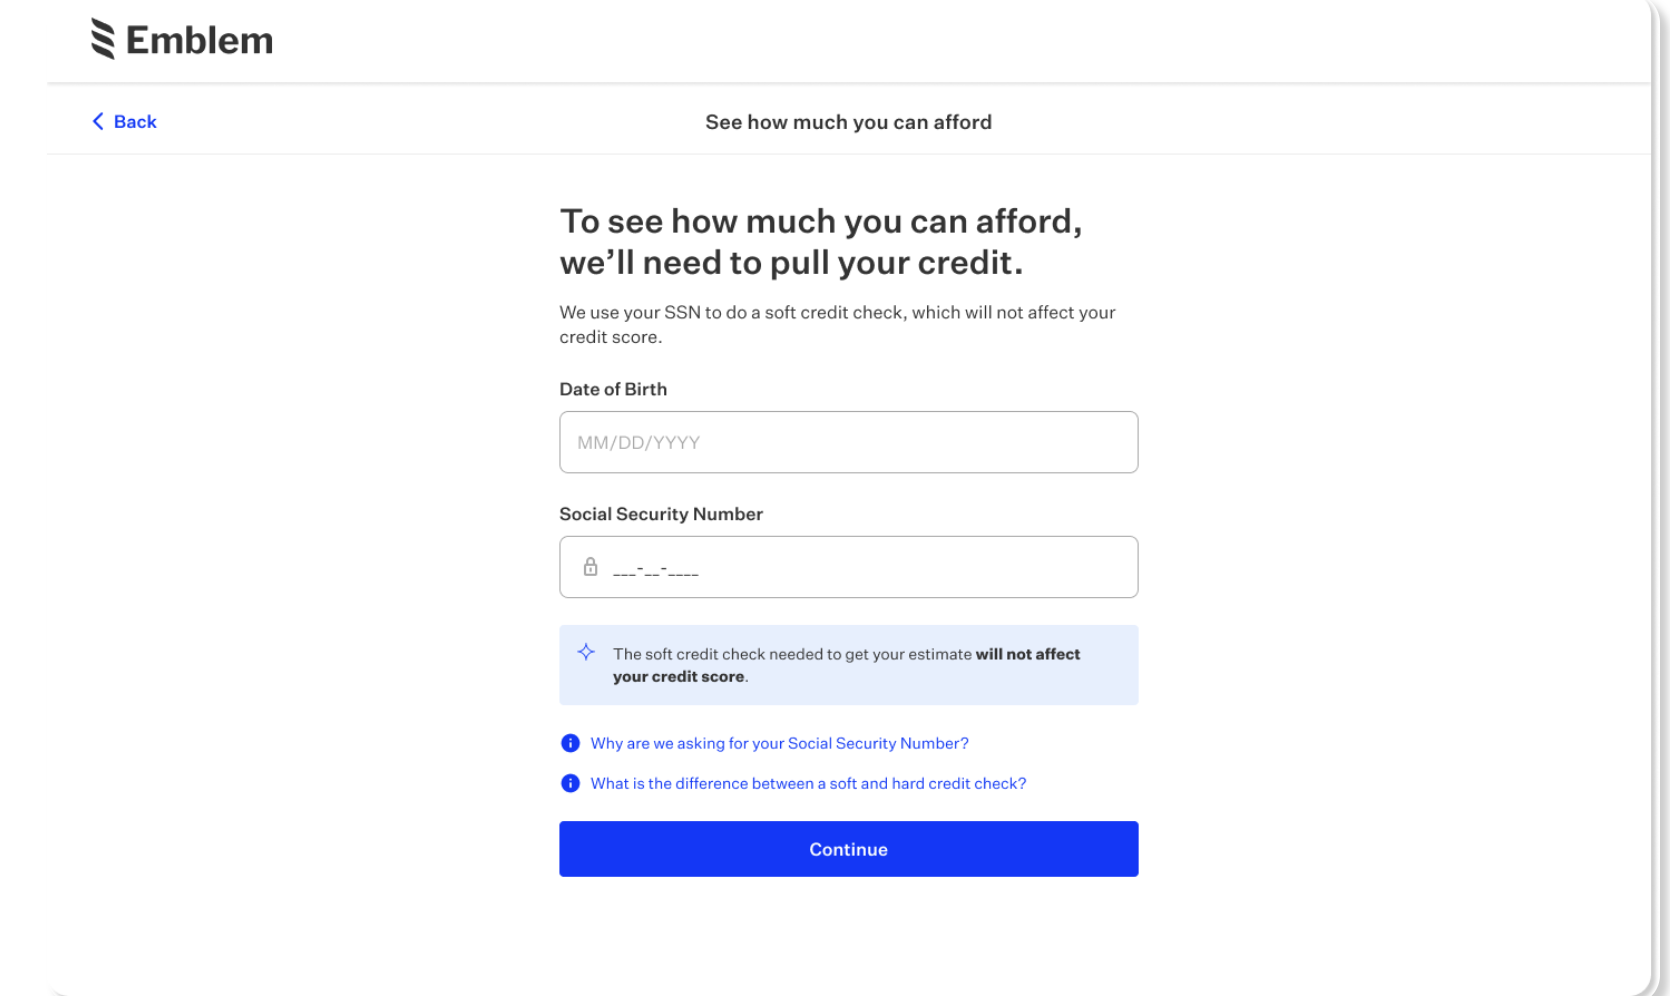 Emblem
Back
See how much you can afford
To see how much you can afford,
we’ll need to pull your credit.
We use your SSN to do a soft credit check, which will not affect your
credit score.
Date of Birth
MM/DD/YYYY
Social Security Number
___-__-____
The soft credit check needed to get your estimate will not affect
your credit score.
Why are we asking for your Social Security Number?
What is the difference between a soft and hard credit check?
Continue